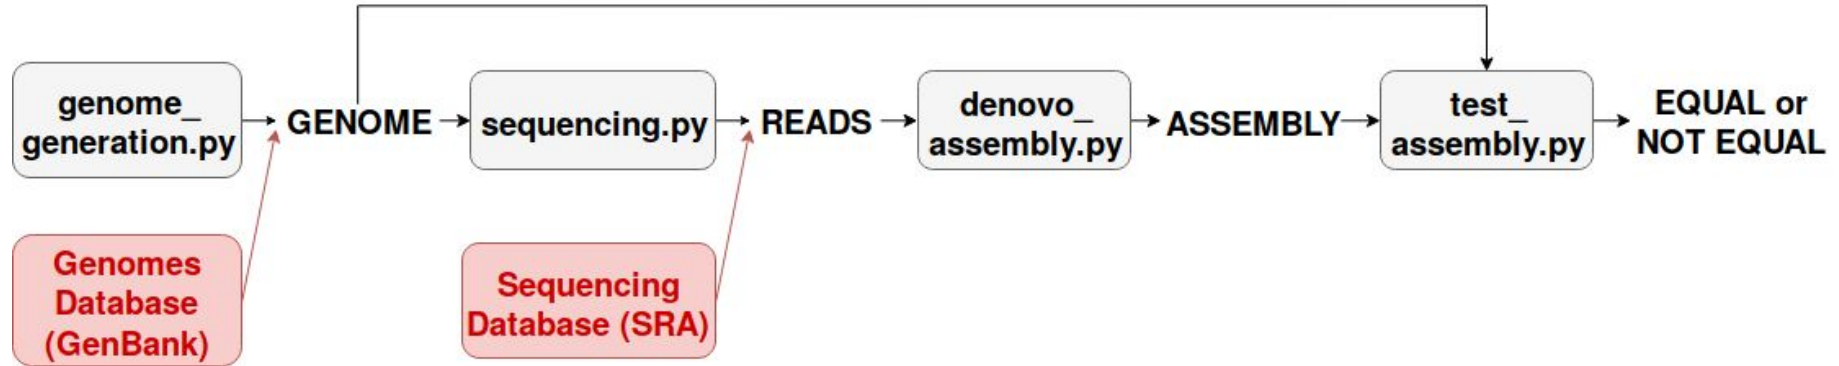 genome_
generation.py
GENOME
sequencing.py
READS
denovo_
assembly.py
ASSEMBLY
test_
assembly.py
EQUAL or
NOT EQUAL
Genomes
Database
(GenBank)
Sequencing
Database (SRA)